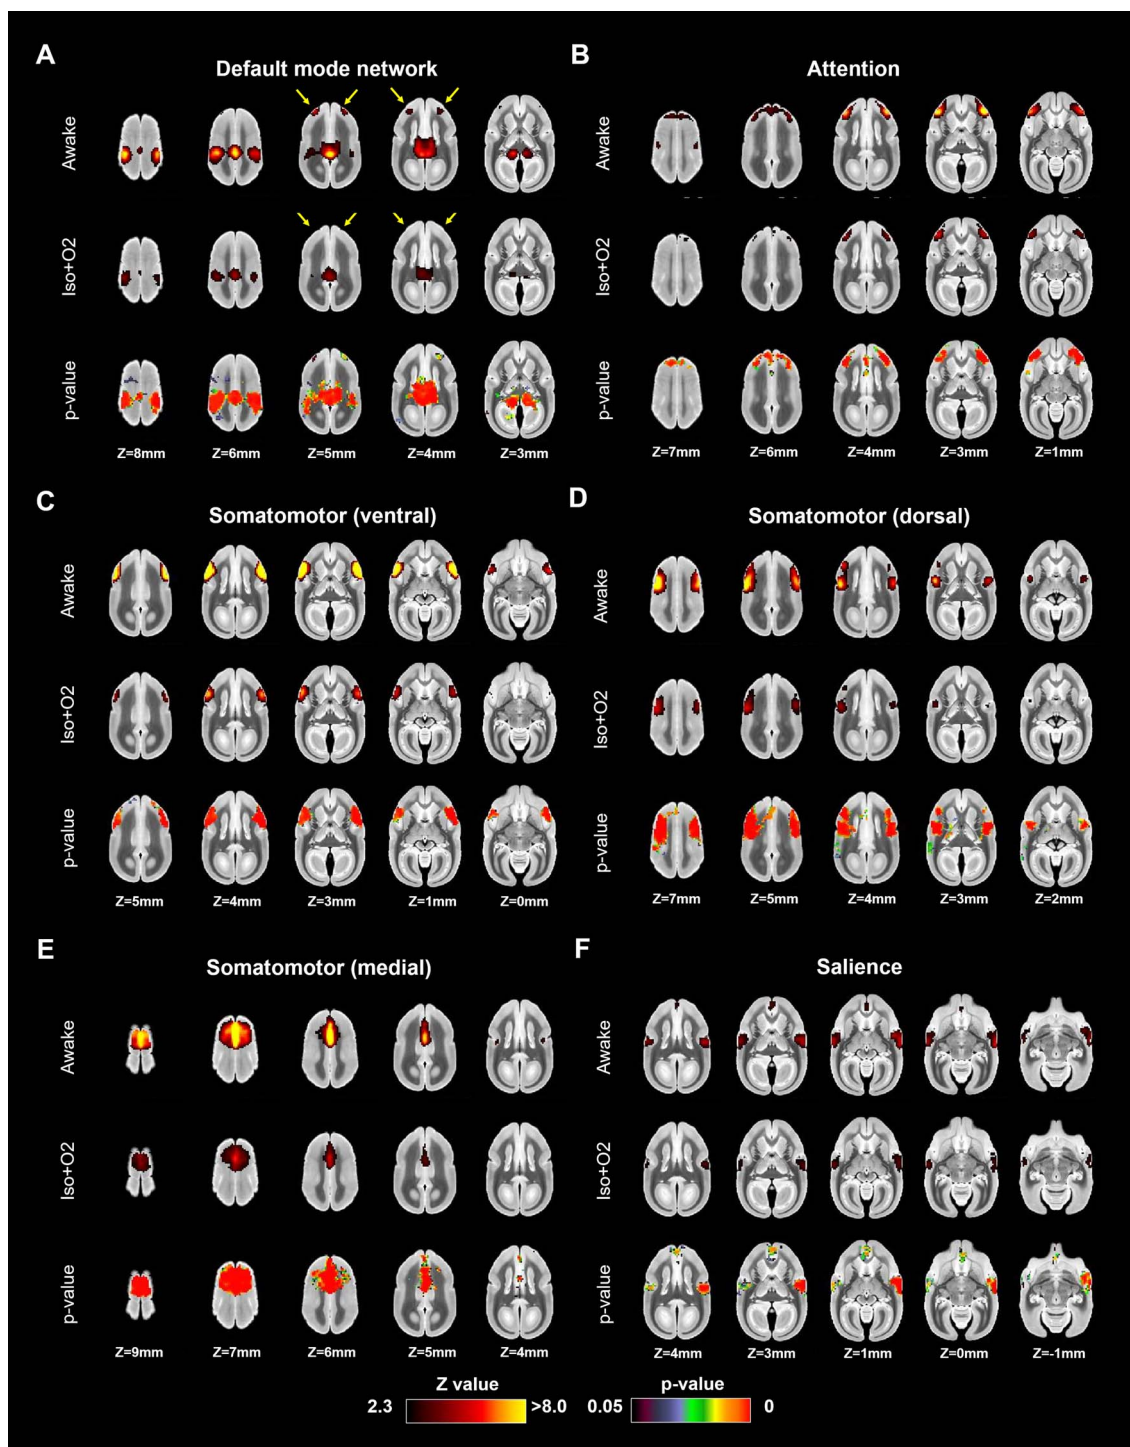 A
Default mode network
Awake
Iso+O2
p-value
Z=8mm Z=6mm Z=5mm Z=4mm Z=3mm
B
Attention
Awake
Iso+O2
p-value
Z=7mm Z=6mm Z=4mm Z=3mm Z=1mm
C
Somatomotor (ventral)
Awake
Iso+O2
p-value
Z=5mm Z=4mm Z=3mm Z=1mm Z=0mm
D
Somatomotor (dorsal)
Awake
Iso+O2
p-value
Z=7mm Z=5mm Z=4mm Z=3mm Z=2mm
E
Somatomotor (medial)
Awake
Iso+O2
p-value
Z=9mm Z=7mm Z=6mm Z=5mm Z=4mm
F
Salience
Awake
Iso+O2
p-value
Z=4mm Z=3mm Z=1mm Z=0mm Z=-1mm
Z value
2.3 >8.0
p-value
0.05 0